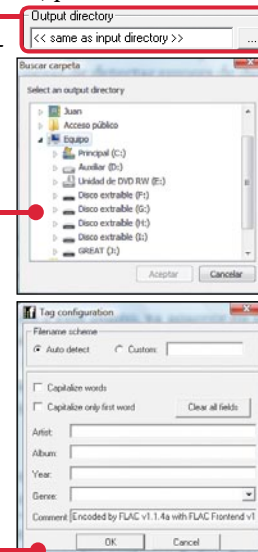 Output directory
<< same as input directory >>
...
Buscar carpeta
Select an output directory
Juan
Acceso público
Equipo
Principal (C:)
Auxiliar (D:)
Unidad de DVD RW (E:)
Disco extraíble (F:)
Disco extraíble (G:)
Disco extraíble (H:)
Disco extraíble (I:)
GREAT (J:)
Aceptar Cancelar
Tag configuration
Filename scheme
Auto detect Custom:
Capitalize words
Capitalize only first word Clear all fields
Artist:
Album:
Year:
Genre:
Comment Encoded by FLAC v1.1.4a with FLAC Frontend v1
OK Cancel